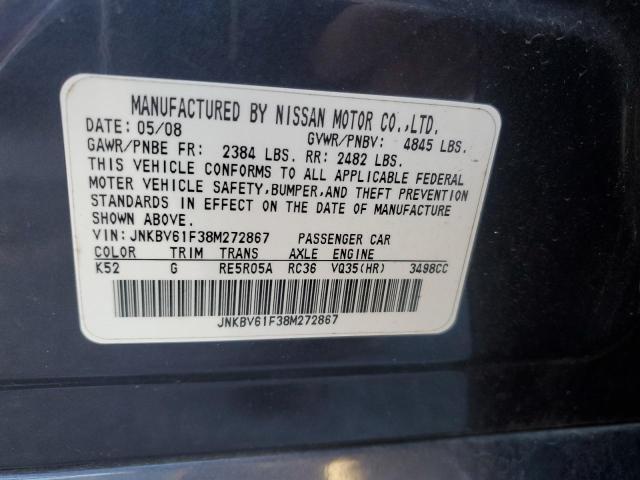 MANUFACTURED BY NISSAN MOTOR CO.,LTD.
DATE: 05/08 GVWR/PNBV: 4845 LBS.
GAWR/PNBE FR: 2384 LBS. RR: 2482 LBS.
THIS VEHICLE CONFORMS TO ALL APPLICABLE FEDERAL
MOTER VEHICLE SAFETY,BUMPER,AND THEFT PREVENTION
STANDARDS IN EFFECT ON THE DATE OF MANUFACTURE
SHOWN ABOVE.
VIN: JNKBV61F38M272867 PASSENGER CAR
COLOR TRIM TRANS AXLE ENGINE
K52 G RE5R05A RC36 VQ35(HR) 3498CC
JNKBV61F38M272867